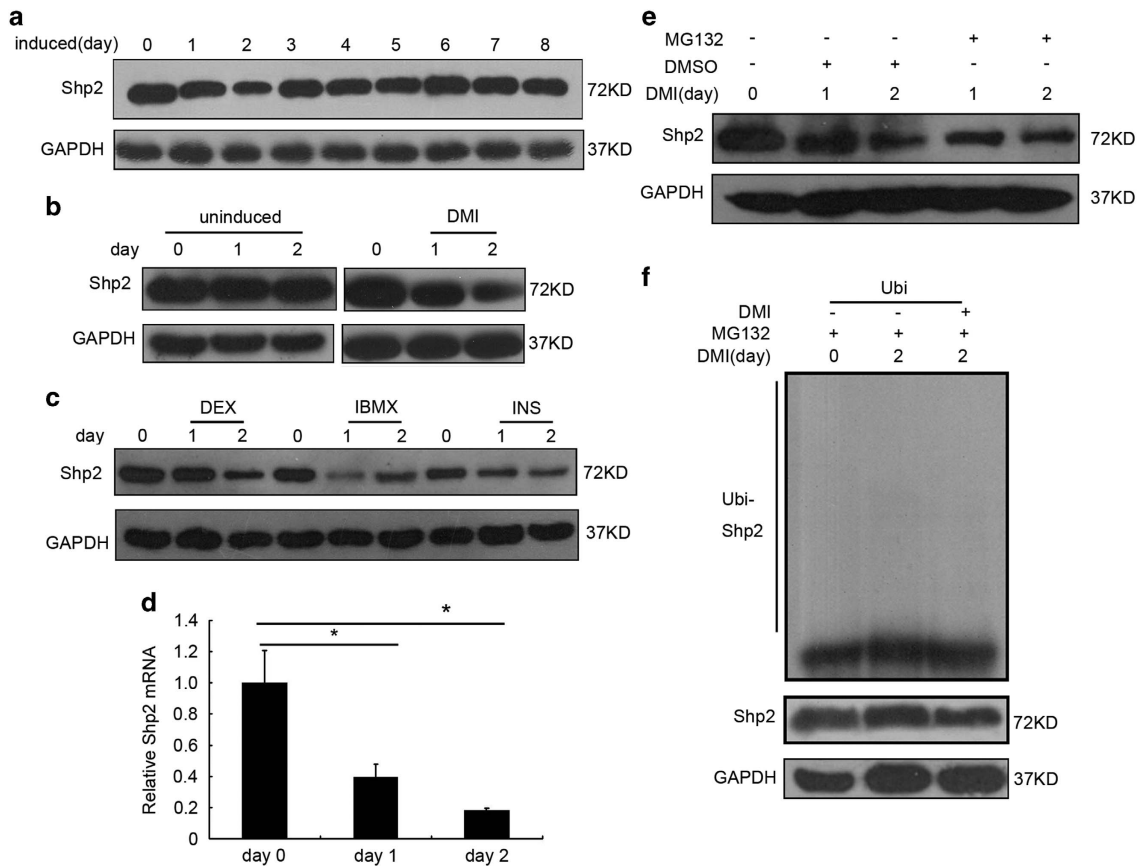 a
induced(day) 0 1 2 3 4 5 6 7 8
Shp2 72KD
GAPDH 37KD
b
uninduced DMI
day 0 1 2 0 1 2
Shp2 72KD
GAPDH 37KD
c
DEX IBMX INS
day 0 1 2 0 1 2 0 1 2
Shp2 72KD
GAPDH 37KD
d
Relative Shp2 mRNA
1.4
1.2
1.0
0.8
0.6
0.4
0.2
0
* *
day 0 day 1 day 2
e
MG132 - - - + +
DMSO - + + - -
DMI(day) 0 1 2 1 2
Shp2 72KD
GAPDH 37KD
f
Ubi
DMI - - +
MG132 + + +
DMI(day) 0 2 2
Ubi-
Shp2
Shp2 72KD
GAPDH 37KD